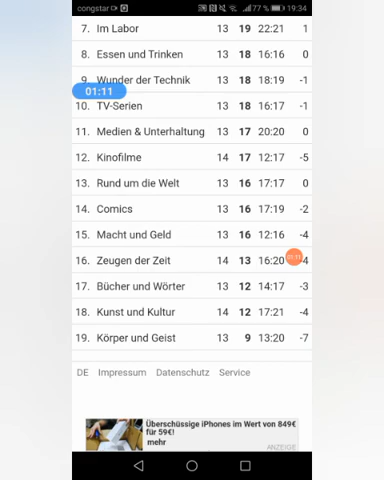 congstar 77 % 19:34
7. Im Labor 13 19 22:21 1
8. Essen und Trinken 13 18 16:16 0
9. Wunder der Technik 13 18 18:19 -1
01:11
10. TV-Serien 13 18 16:17 -1
11. Medien & Unterhaltung 13 17 20:20 0
12. Kinofilme 14 17 12:17 -5
13. Rund um die Welt 13 16 17:17 0
14. Comics 13 16 17:19 -2
15. Macht und Geld 13 16 12:16 -4
16. Zeugen der Zeit 14 13 16:20 4
17. Bücher und Wörter 13 12 14:17 -3
18. Kunst und Kultur 14 12 17:21 -4
19. Körper und Geist 13 9 13:20 -7
DE Impressum Datenschutz Service
Überschüssige iPhones im Wert von 849€
für 59€!
mehr
ANZEIGE